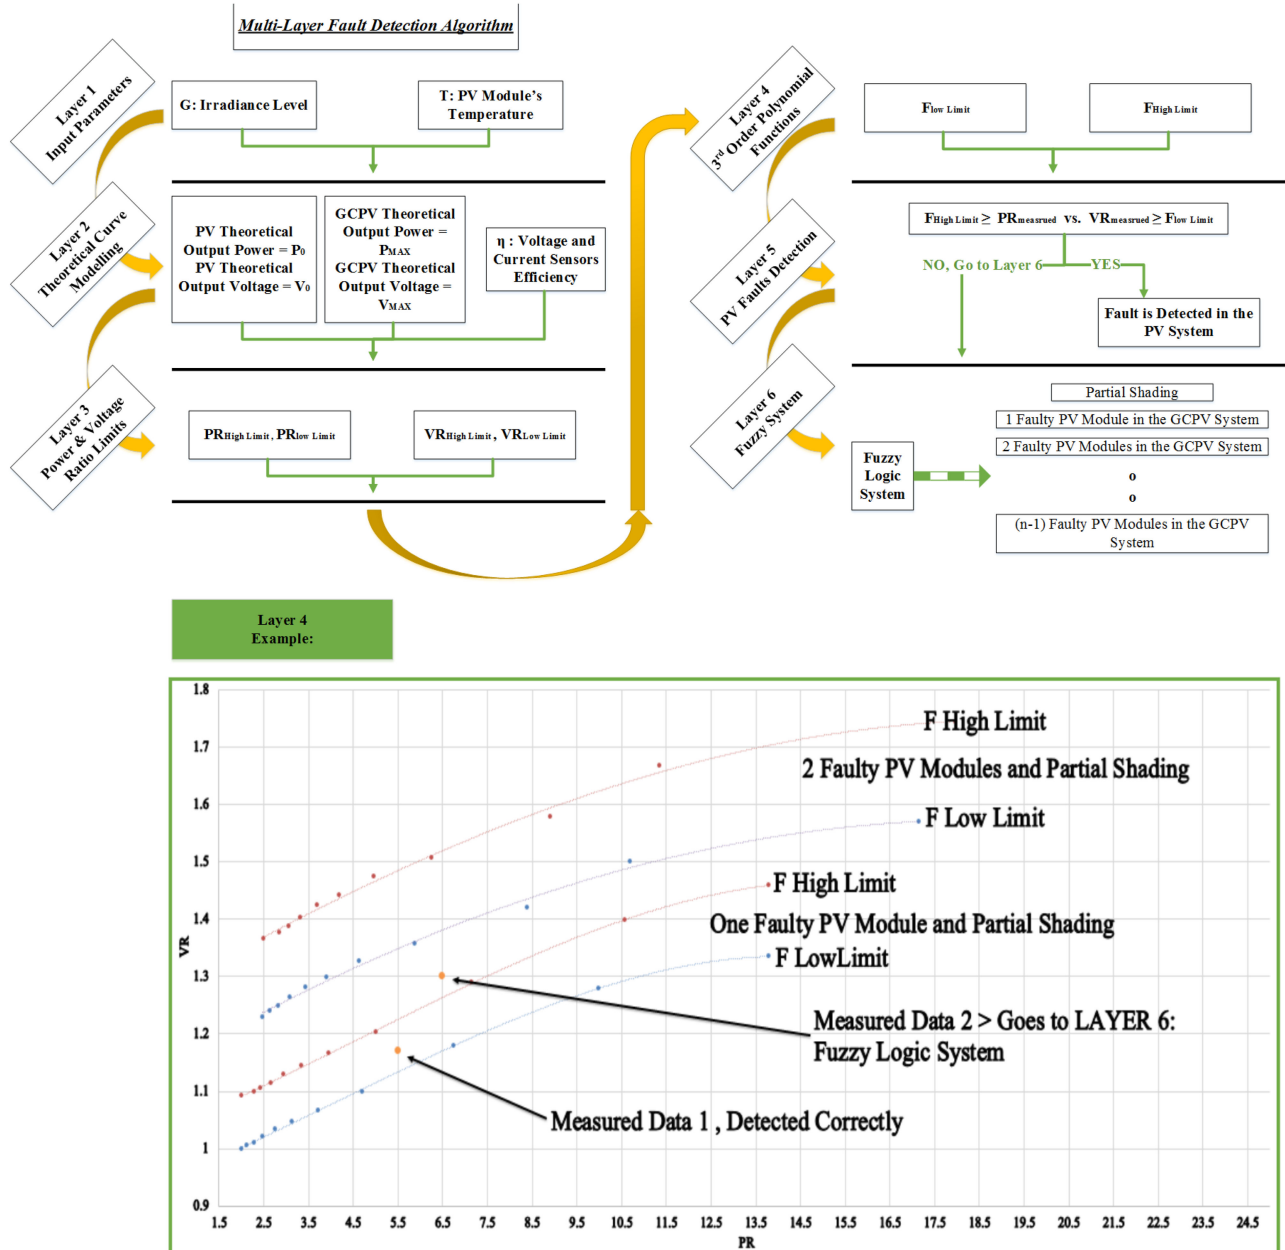 Multi-Layer Fault Detection Algorithm
Layer 1
Input Parameters
G: Irradiance Level
T: PV Module's
Temperature
Layer 2
Theoretical Curve
Modelling
PV Theoretical
Output Power = P0
PV Theoretical
Output Voltage = V0
GCPV Theoretical
Output Power =
PMAX
GCPV Theoretical
Output Voltage =
VMAX
η : Voltage and
Current Sensors
Efficiency
Layer 3
Power & Voltage
Ratio Limits
PRHigh Limit, PRlow Limit
VRHigh Limit, VRLow Limit
Layer 4
3rd Order Polynomial
Functions
Flow Limit
FHigh Limit
Layer 5
PV Faults Detection
FHigh Limit ≥ PRmeasrued vs. VRmeasrued ≥ Flow Limit
NO, Go to Layer 6
YES
Fault is Detected in the
PV System
Layer 6
Fuzzy System
Fuzzy
Logic
System
Partial Shading
1 Faulty PV Module in the GCPV System
2 Faulty PV Modules in the GCPV System
o
o
(n-1) Faulty PV Modules in the GCPV
System
Layer 4
Example:
1.8
1.7
1.6
1.5
1.4
1.3
1.2
1.1
1
0.9
VR
F High Limit
2 Faulty PV Modules and Partial Shading
F Low Limit
F High Limit
One Faulty PV Module and Partial Shading
F LowLimit
Measured Data 2 > Goes to LAYER 6:
Fuzzy Logic System
Measured Data 1 , Detected Correctly
1.5 2.5 3.5 4.5 5.5 6.5 7.5 8.5 9.5 10.5 11.5 12.5 13.5 14.5 15.5 16.5 17.5 18.5 19.5 20.5 21.5 22.5 23.5 24.5
PR